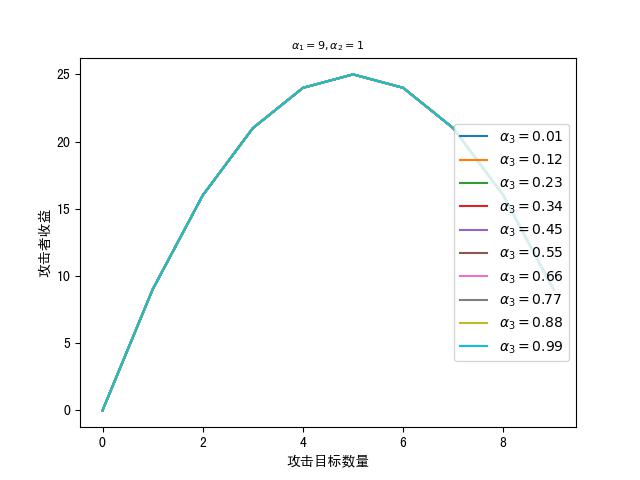 α₁ = 9, α₂ = 1
25
20
15
10
5
0
攻击者收益
α₃ = 0.01
α₃ = 0.12
α₃ = 0.23
α₃ = 0.34
α₃ = 0.45
α₃ = 0.55
α₃ = 0.66
α₃ = 0.77
α₃ = 0.88
α₃ = 0.99
0 2 4 6 8
攻击目标数量